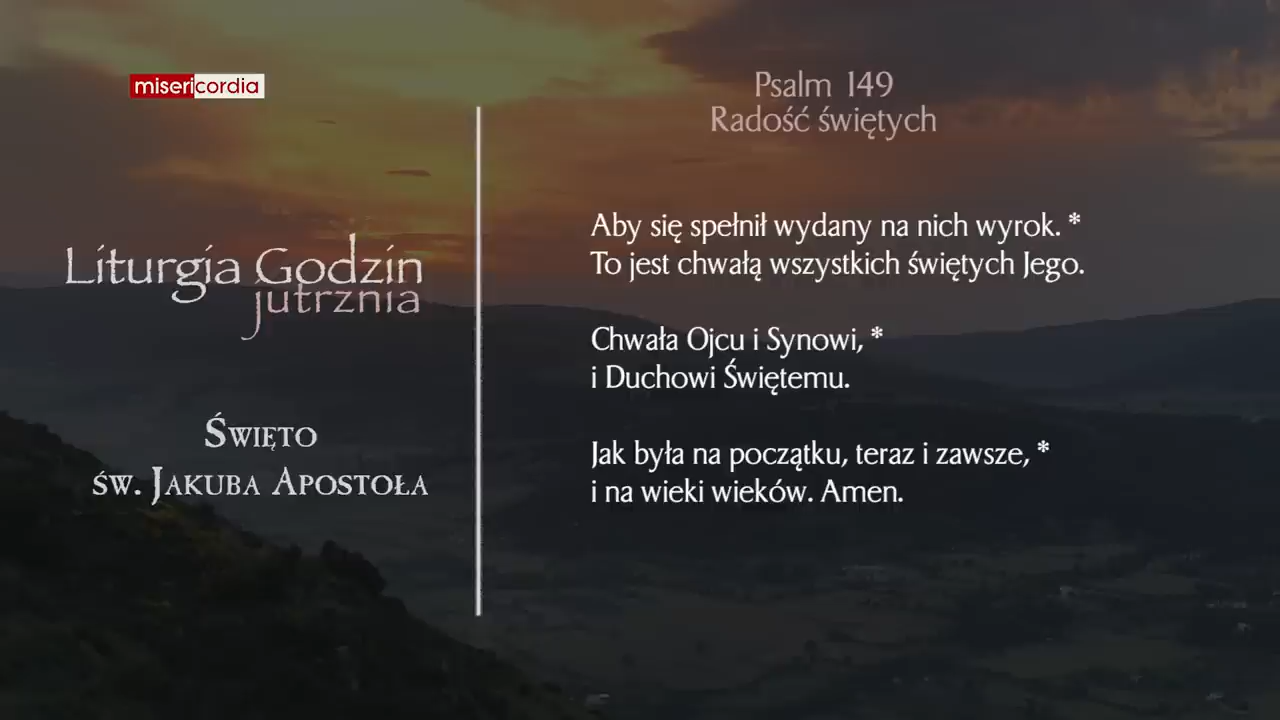 misericordia
Liturgia Godzin
jutrznia
Święto
św. Jakuba Apostoła
Psalm 149
Radość świętych
Aby się spełnił wydany na nich wyrok. *
To jest chwałą wszystkich świętych Jego.
Chwała Ojcu i Synowi, *
i Duchowi Świętemu.
Jak była na początku, teraz i zawsze, *
i na wieki wieków. Amen.